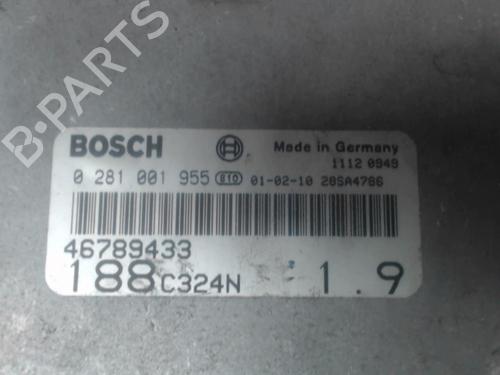 B-PARTS
BOSCH Made in Germany
1112 0949
0 281 001 955 810 01-02-10 28SA4786
46789433
188 C324N 1.9